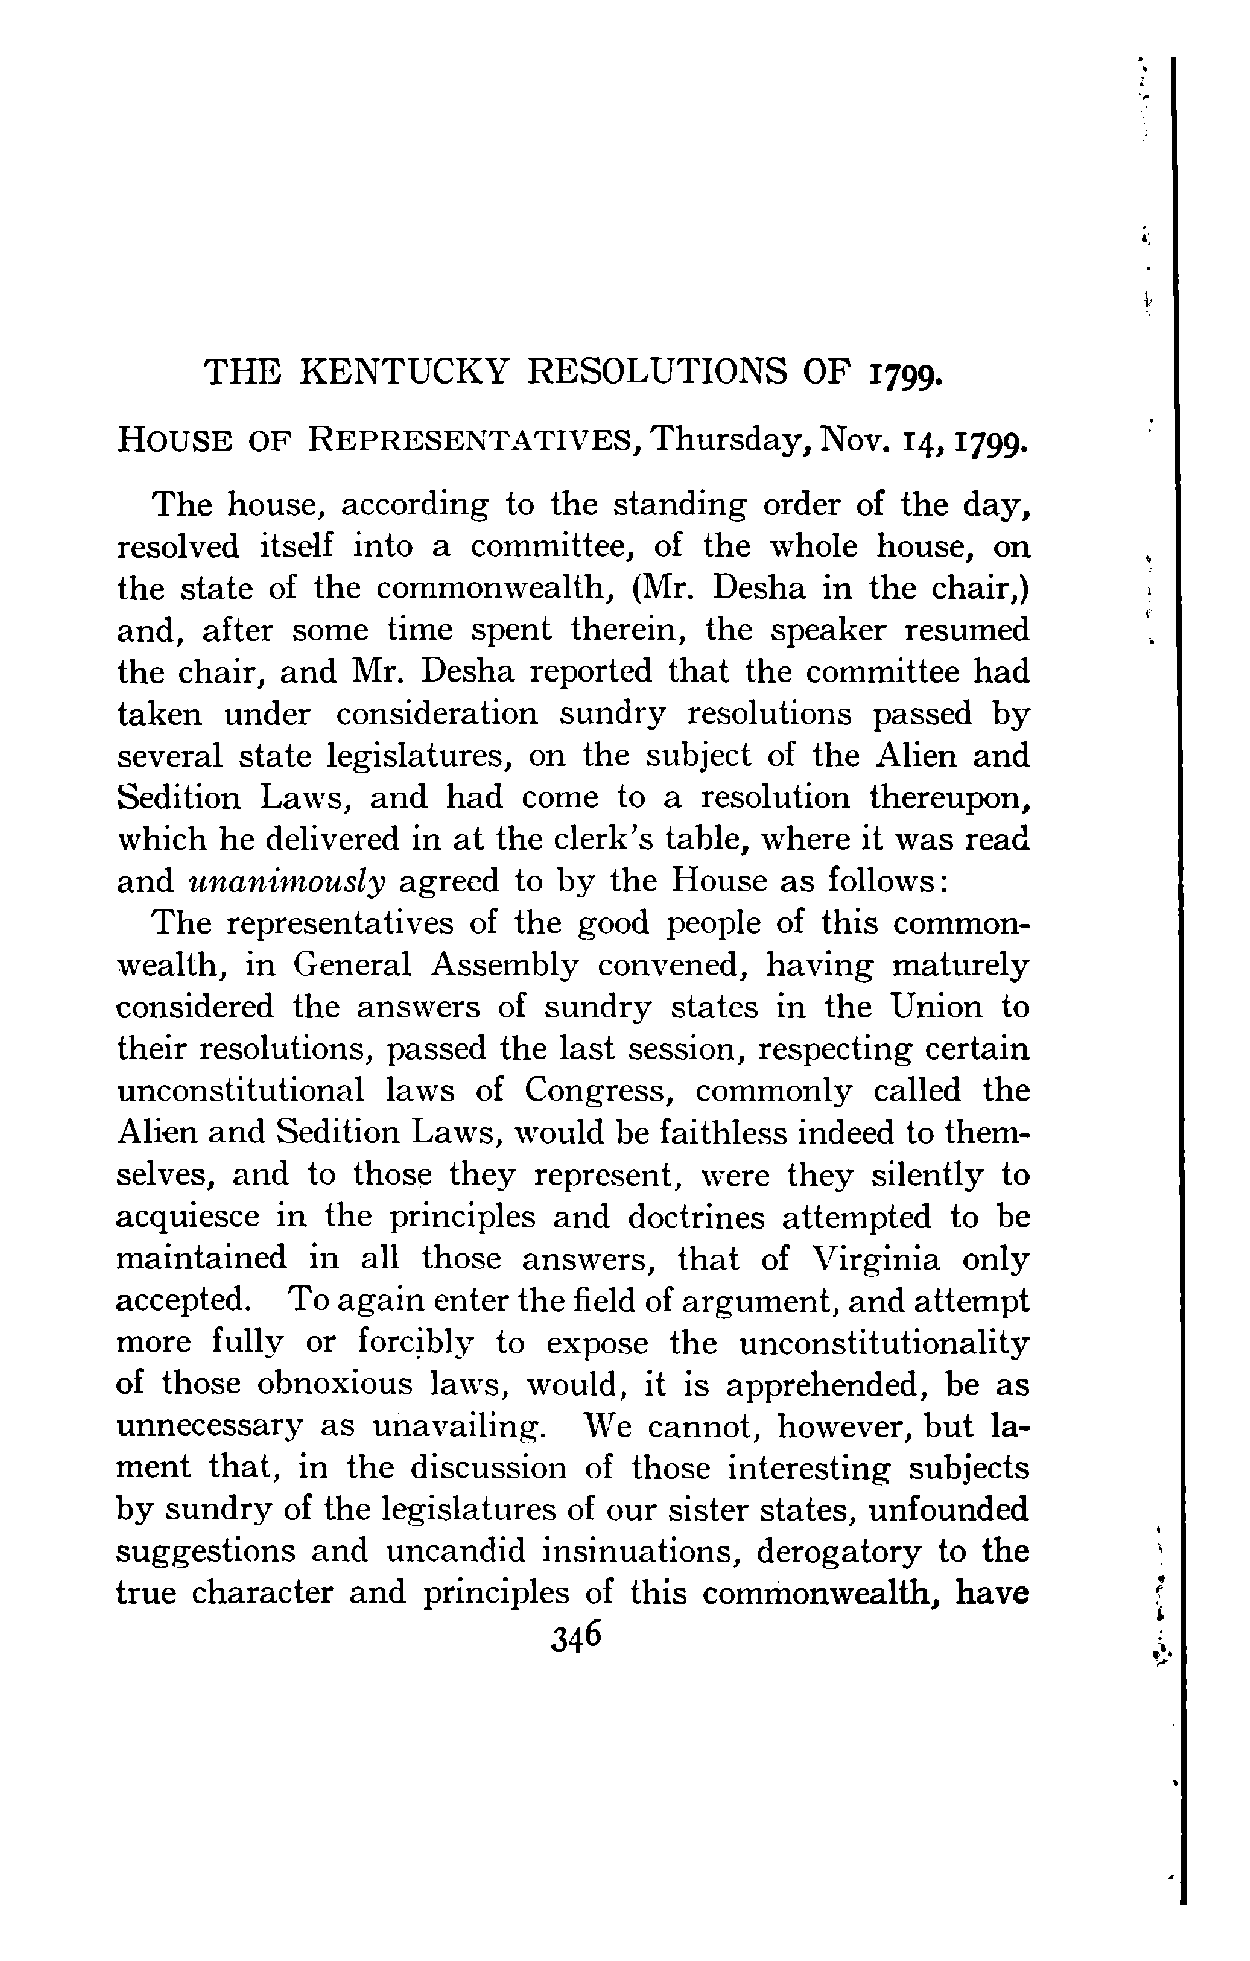 THE KENTUCKY RESOLUTIONS OF 1799.
HOUSE OF REPRESENTATIVES, Thursday, Nov. 14, 1799.
The house, according to the standing order of the day,
resolved itself into a committee, of the whole house, on
the state of the commonwealth, (Mr. Desha in the chair,)
and, after some time spent therein, the speaker resumed
the chair, and Mr. Desha reported that the committee had
taken under consideration sundry resolutions passed by
several state legislatures, on the subject of the Alien and
Sedition Laws, and had come to a resolution thereupon,
which he delivered in at the clerk's table, where it was read
and unanimously agreed to by the House as follows:
The representatives of the good people of this common-
wealth, in General Assembly convened, having maturely
considered the answers of sundry states in the Union to
their resolutions, passed the last session, respecting certain
unconstitutional laws of Congress, commonly called the
Alien and Sedition Laws, would be faithless indeed to them-
selves, and to those they represent, were they silently to
acquiesce in the principles and doctrines attempted to be
maintained in all those answers, that of Virginia only
accepted. To again enter the field of argument, and attempt
more fully or forcibly to expose the unconstitutionality
of those obnoxious laws, would, it is apprehended, be as
unnecessary as unavailing. We cannot, however, but la-
ment that, in the discussion of those interesting subjects
by sundry of the legislatures of our sister states, unfounded
suggestions and uncandid insinuations, derogatory to the
true character and principles of this commonwealth, have
346